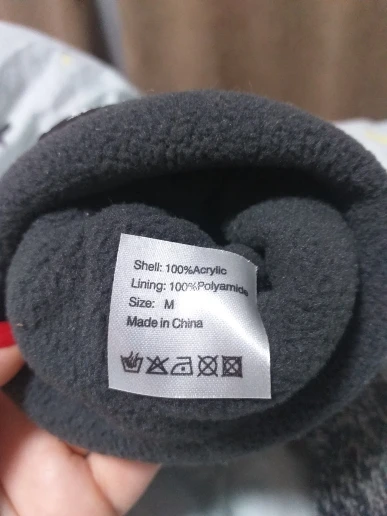 Shell: 100%Acrylic
Lining: 100%Polyamide
Size: M
Made in China